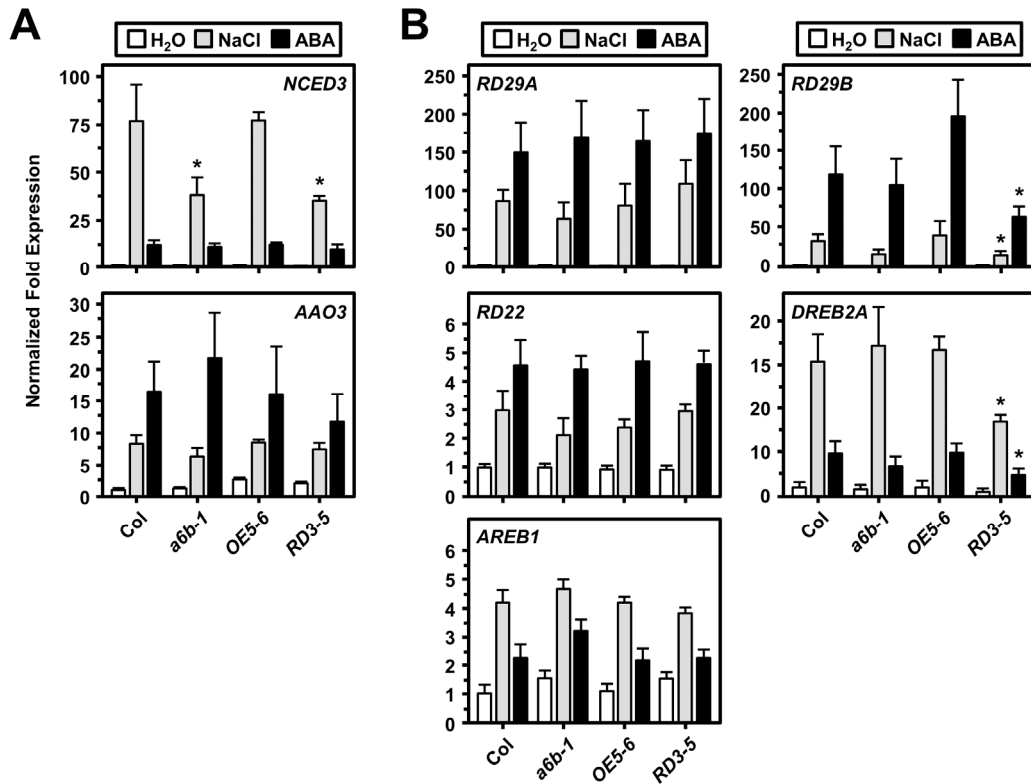 A
H2O NaCl ABA
Normalized Fold Expression
NCED3
100
75
50
25
0
AAO3
30
25
20
15
10
5
0
Col a6b-1 OE5-6 RD3-5
* *
B
H2O NaCl ABA
RD29A
250
200
150
100
50
0
RD22
6
5
4
3
2
1
0
AREB1
6
5
4
3
2
1
0
Col a6b-1 OE5-6 RD3-5
H2O NaCl ABA
RD29B
250
200
150
100
50
0
* *
DREB2A
20
15
20
10
0
* *
Col a6b-1 OE5-6 RD3-5